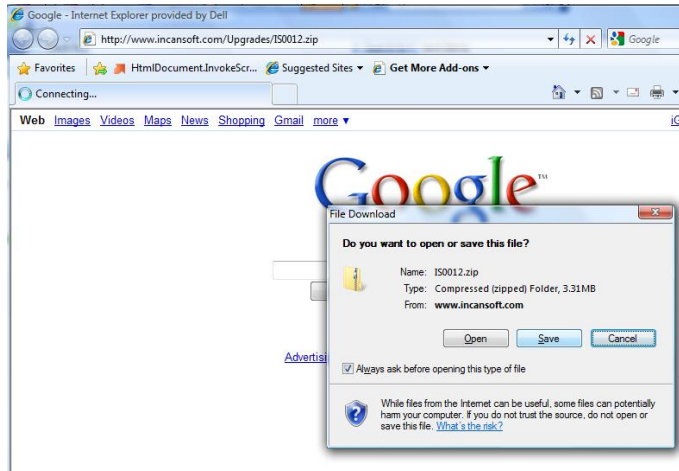 Google - Internet Explorer provided by Dell
http://www.incansoft.com/Upgrades/IS0012.zip
Google
Favorites
HtmlDocument.InvokeScr...
Suggested Sites
Get More Add-ons
Connecting...
Web Images Videos Maps News Shopping Gmail more
iG
Google™
File Download
Do you want to open or save this file?
Name: IS0012.zip
Type: Compressed (zipped) Folder, 3.31MB
From: www.incansoft.com
Open Save Cancel
Advertisi
Always ask before opening this type of file
While files from the Internet can be useful, some files can potentially
harm your computer. If you do not trust the source, do not open or
save this file. What's the risk?